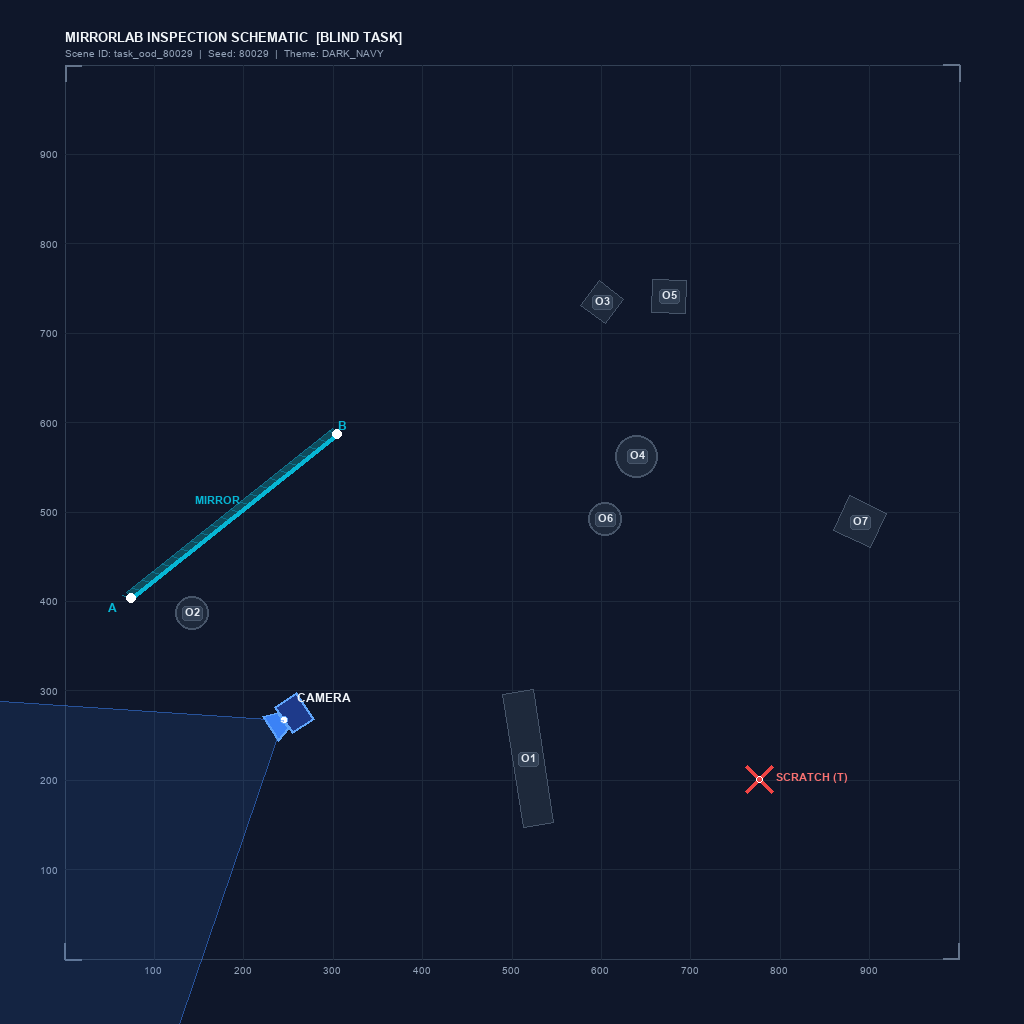 MIRRORLAB INSPECTION SCHEMATIC [BLIND TASK]
Scene ID: task_ood_80029 | Seed: 80029 | Theme: DARK_NAVY
900
800
O3
O5
700
600
B
O4
MIRROR
500
O6
O7
400
A
O2
300
CAMERA
O1
200
SCRATCH (T)
100
100 200 300 400 500 600 700 800 900